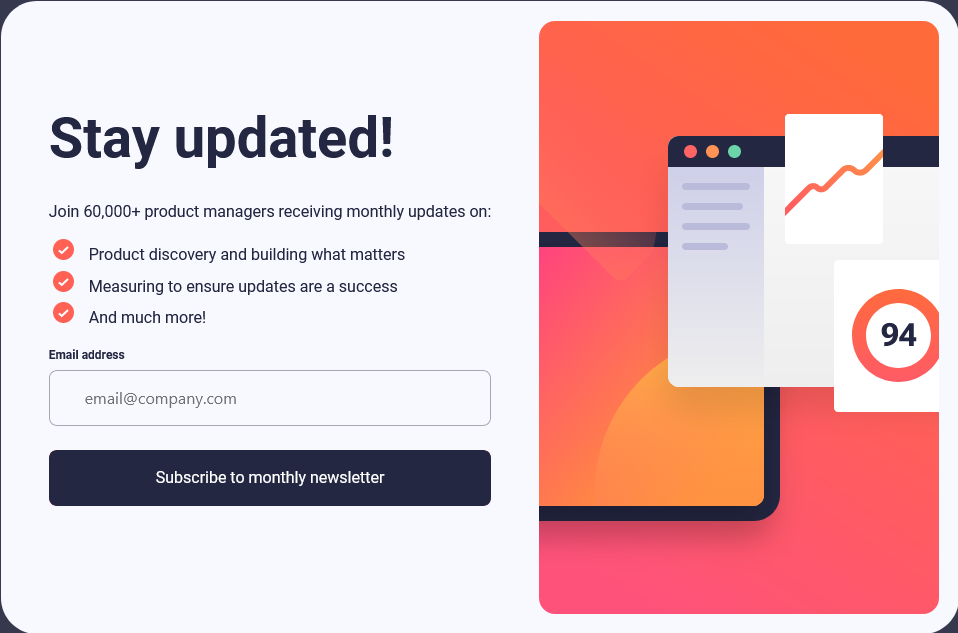 Stay updated!
Join 60,000+ product managers receiving monthly updates on:
Product discovery and building what matters
Measuring to ensure updates are a success
And much more!
Email address
email@company.com
Subscribe to monthly newsletter
94